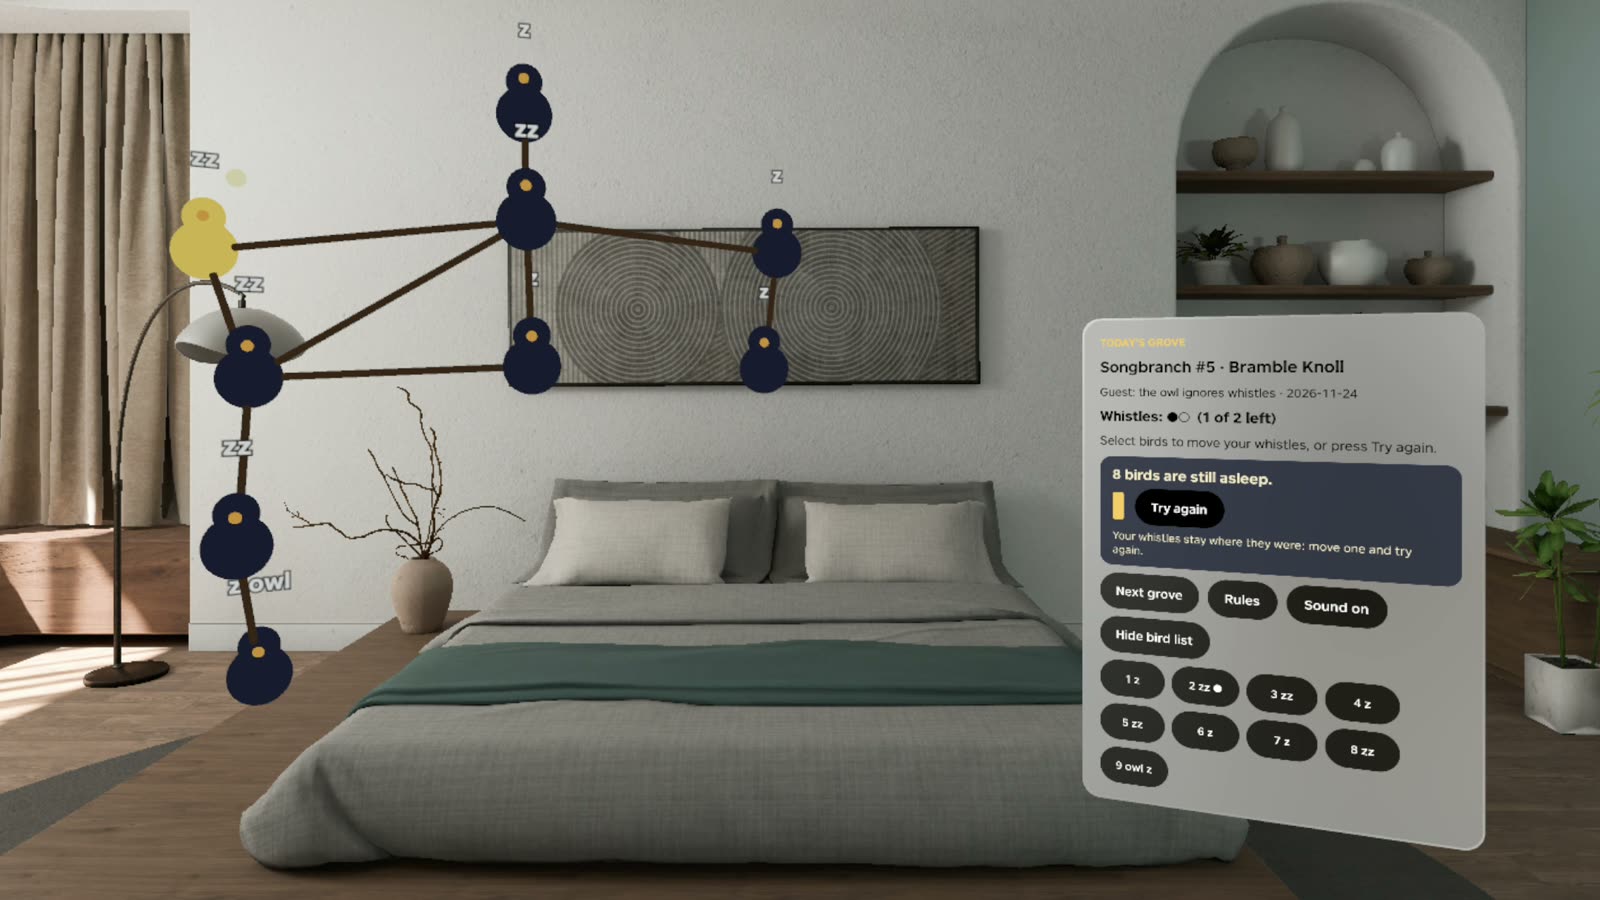 z
zz
zz
z
zz
z
z
zz
z owl
TODAY'S GROVE
Songbranch #5 · Bramble Knoll
Guest: the owl ignores whistles · 2026-11-24
Whistles: ●○ (1 of 2 left)
Select birds to move your whistles, or press Try again.
8 birds are still asleep.
Try again
Your whistles stay where they were: move one and try
again.
Next grove
Rules
Sound on
Hide bird list
1 z
2 zz ●
3 zz
4 z
5 zz
6 z
7 z
8 zz
9 owl z